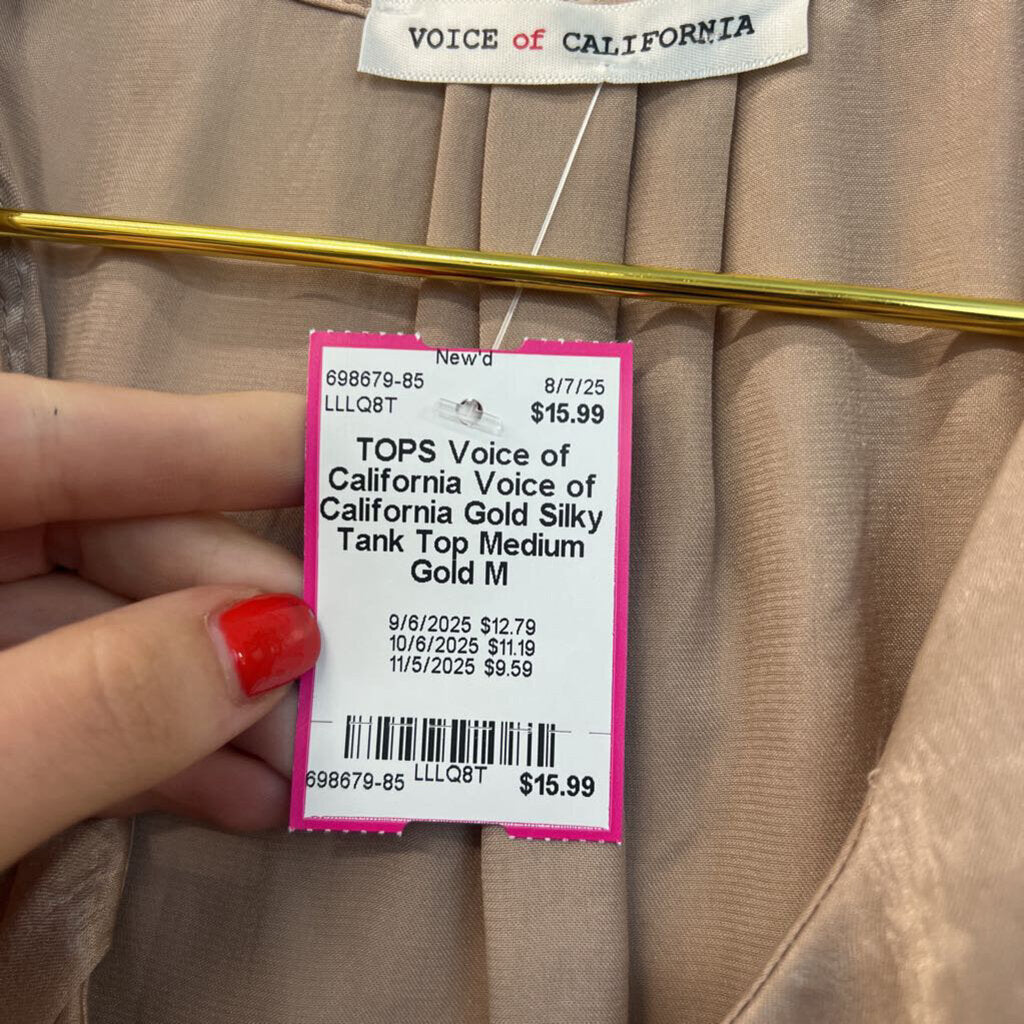 VOICE of CALIFORNIA
New'd
698679-85 8/7/25
LLLQ8T $15.99
TOPS Voice of
California Voice of
California Gold Silky
Tank Top Medium
Gold M
9/6/2025 $12.79
10/6/2025 $11.19
11/5/2025 $9.59
698679-85 LLLQ8T $15.99